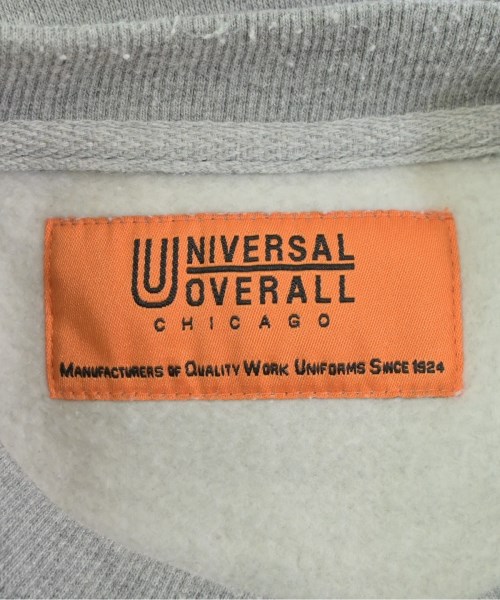 UNIVERSAL
OVERALL
CHICAGO
MANUFACTURERS OF QUALITY WORK UNIFORMS SINCE 1924